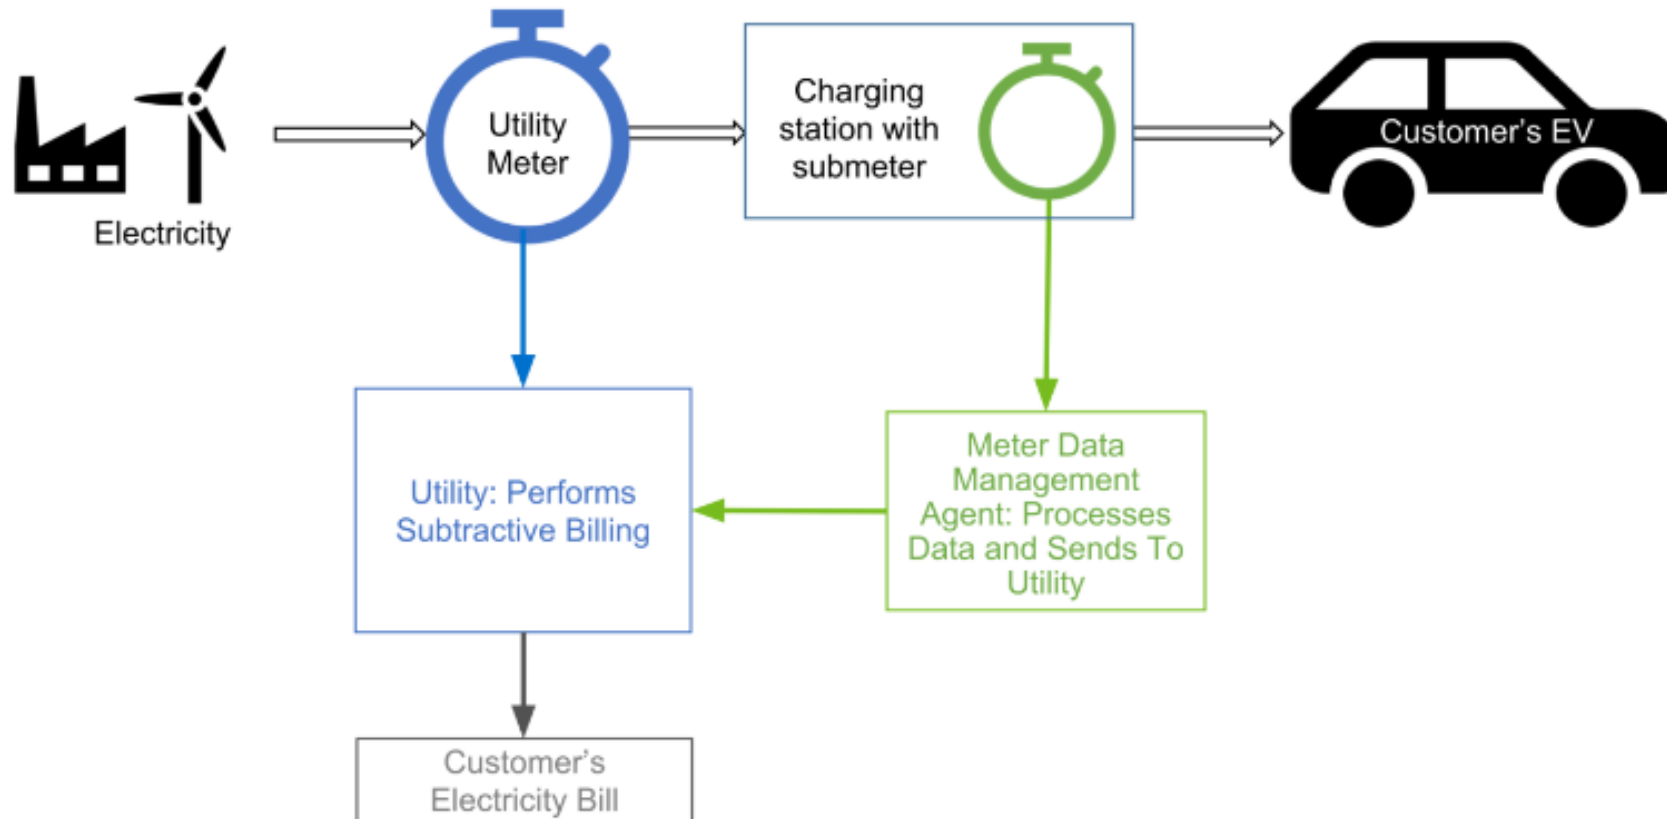 Electricity
Utility
Meter
Charging
station with
submeter
Customer's EV
Utility: Performs
Subtractive Billing
Meter Data
Management
Agent: Processes
Data and Sends To
Utility
Customer's
Electricity Bill